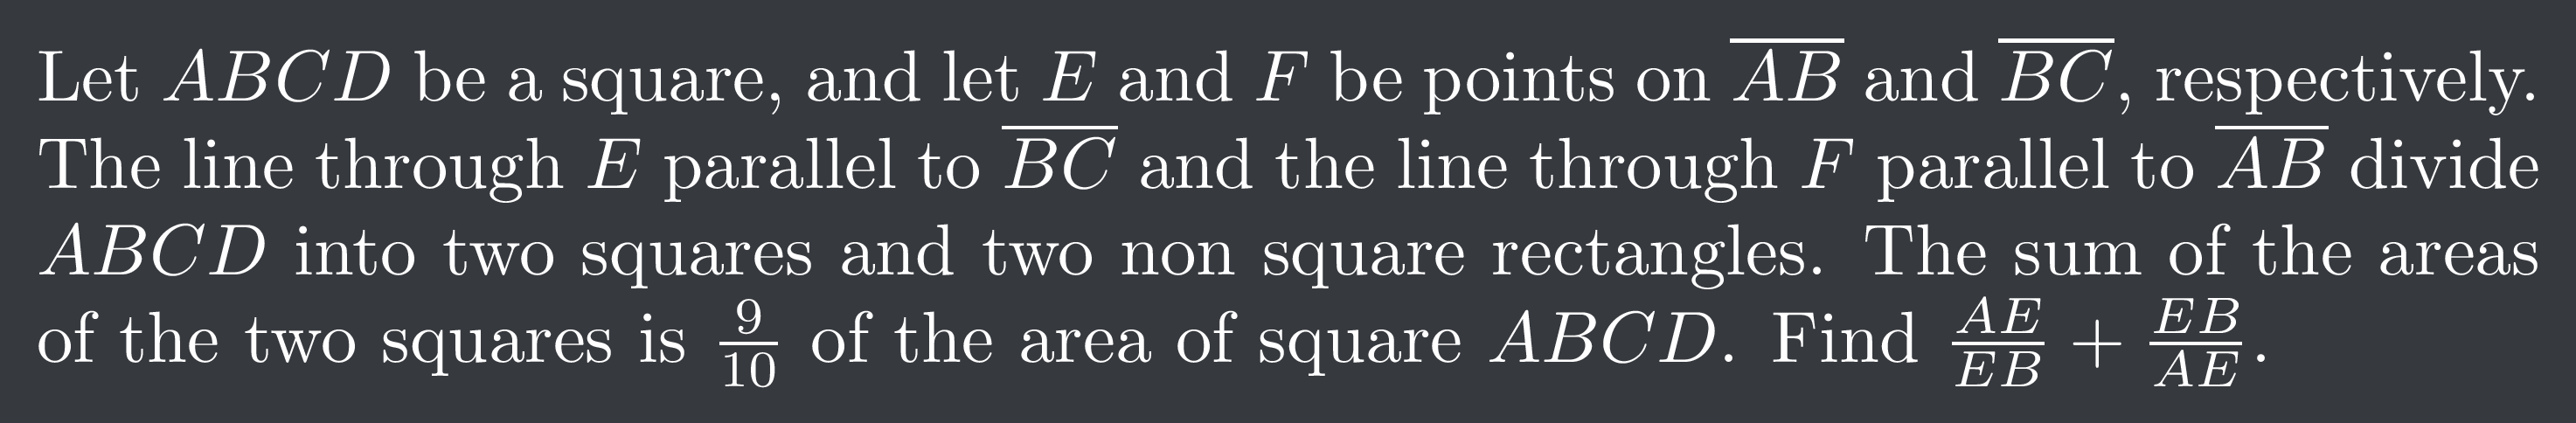 Let $ABCD$ be a square, and let $E$ and $F$ be points on $\overline{AB}$ and $\overline{BC}$, respectively.
The line through $E$ parallel to $\overline{BC}$ and the line through $F$ parallel to $\overline{AB}$ divide
$ABCD$ into two squares and two non square rectangles. The sum of the areas
of the two squares is $\frac{9}{10}$ of the area of square $ABCD$. Find $\frac{AE}{EB} + \frac{EB}{AE}$.